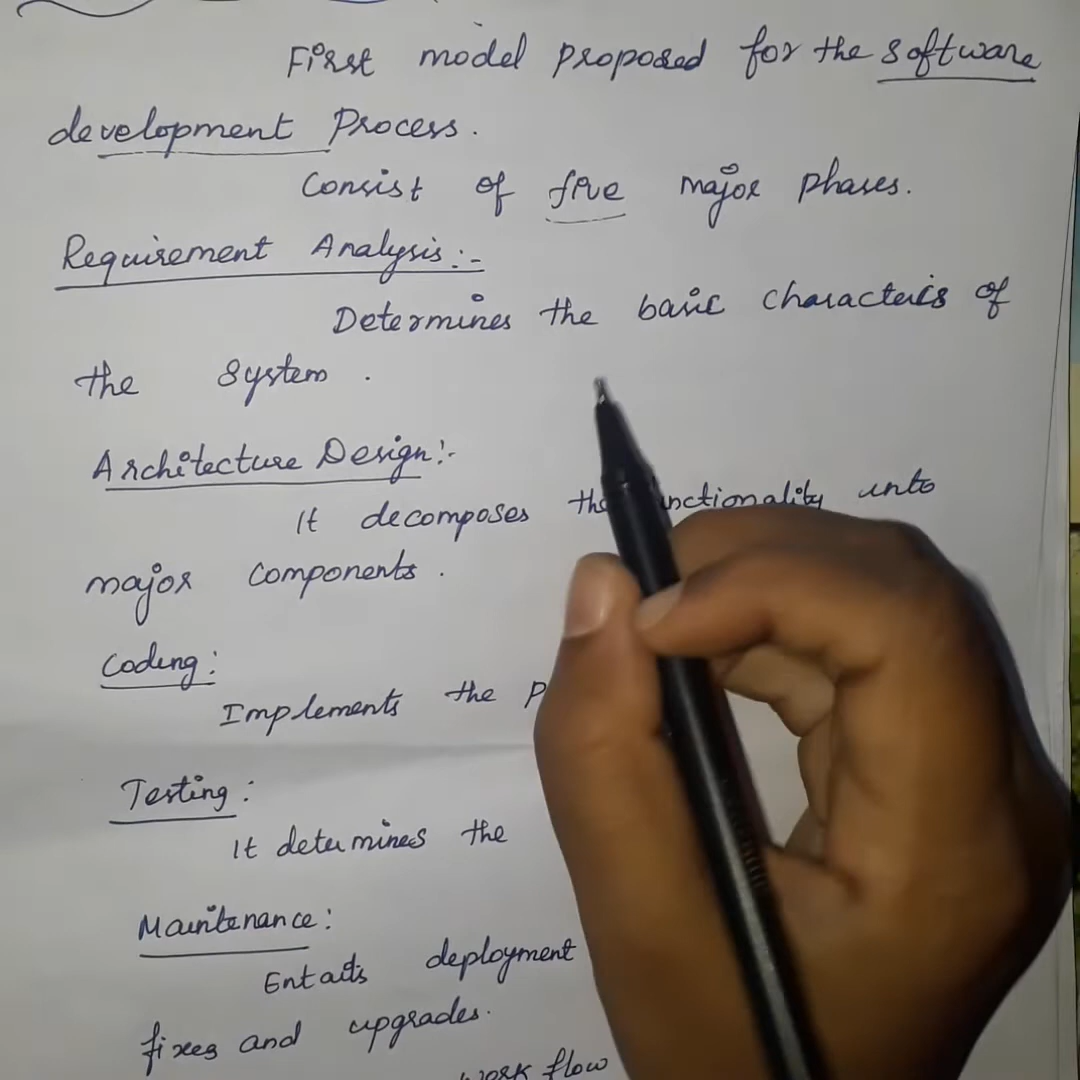 First model proposed for the software
development Process.
Consist of five major phases.
Requirement Analysis:-
Determines the basic characteris of
the System.
Architecture Design:-
It decomposes the functionality unto
major components.
Coding:
Implements the
Testing:
It determines the
Maintenance:
Entails deployment
fixes and upgrades.
work flow